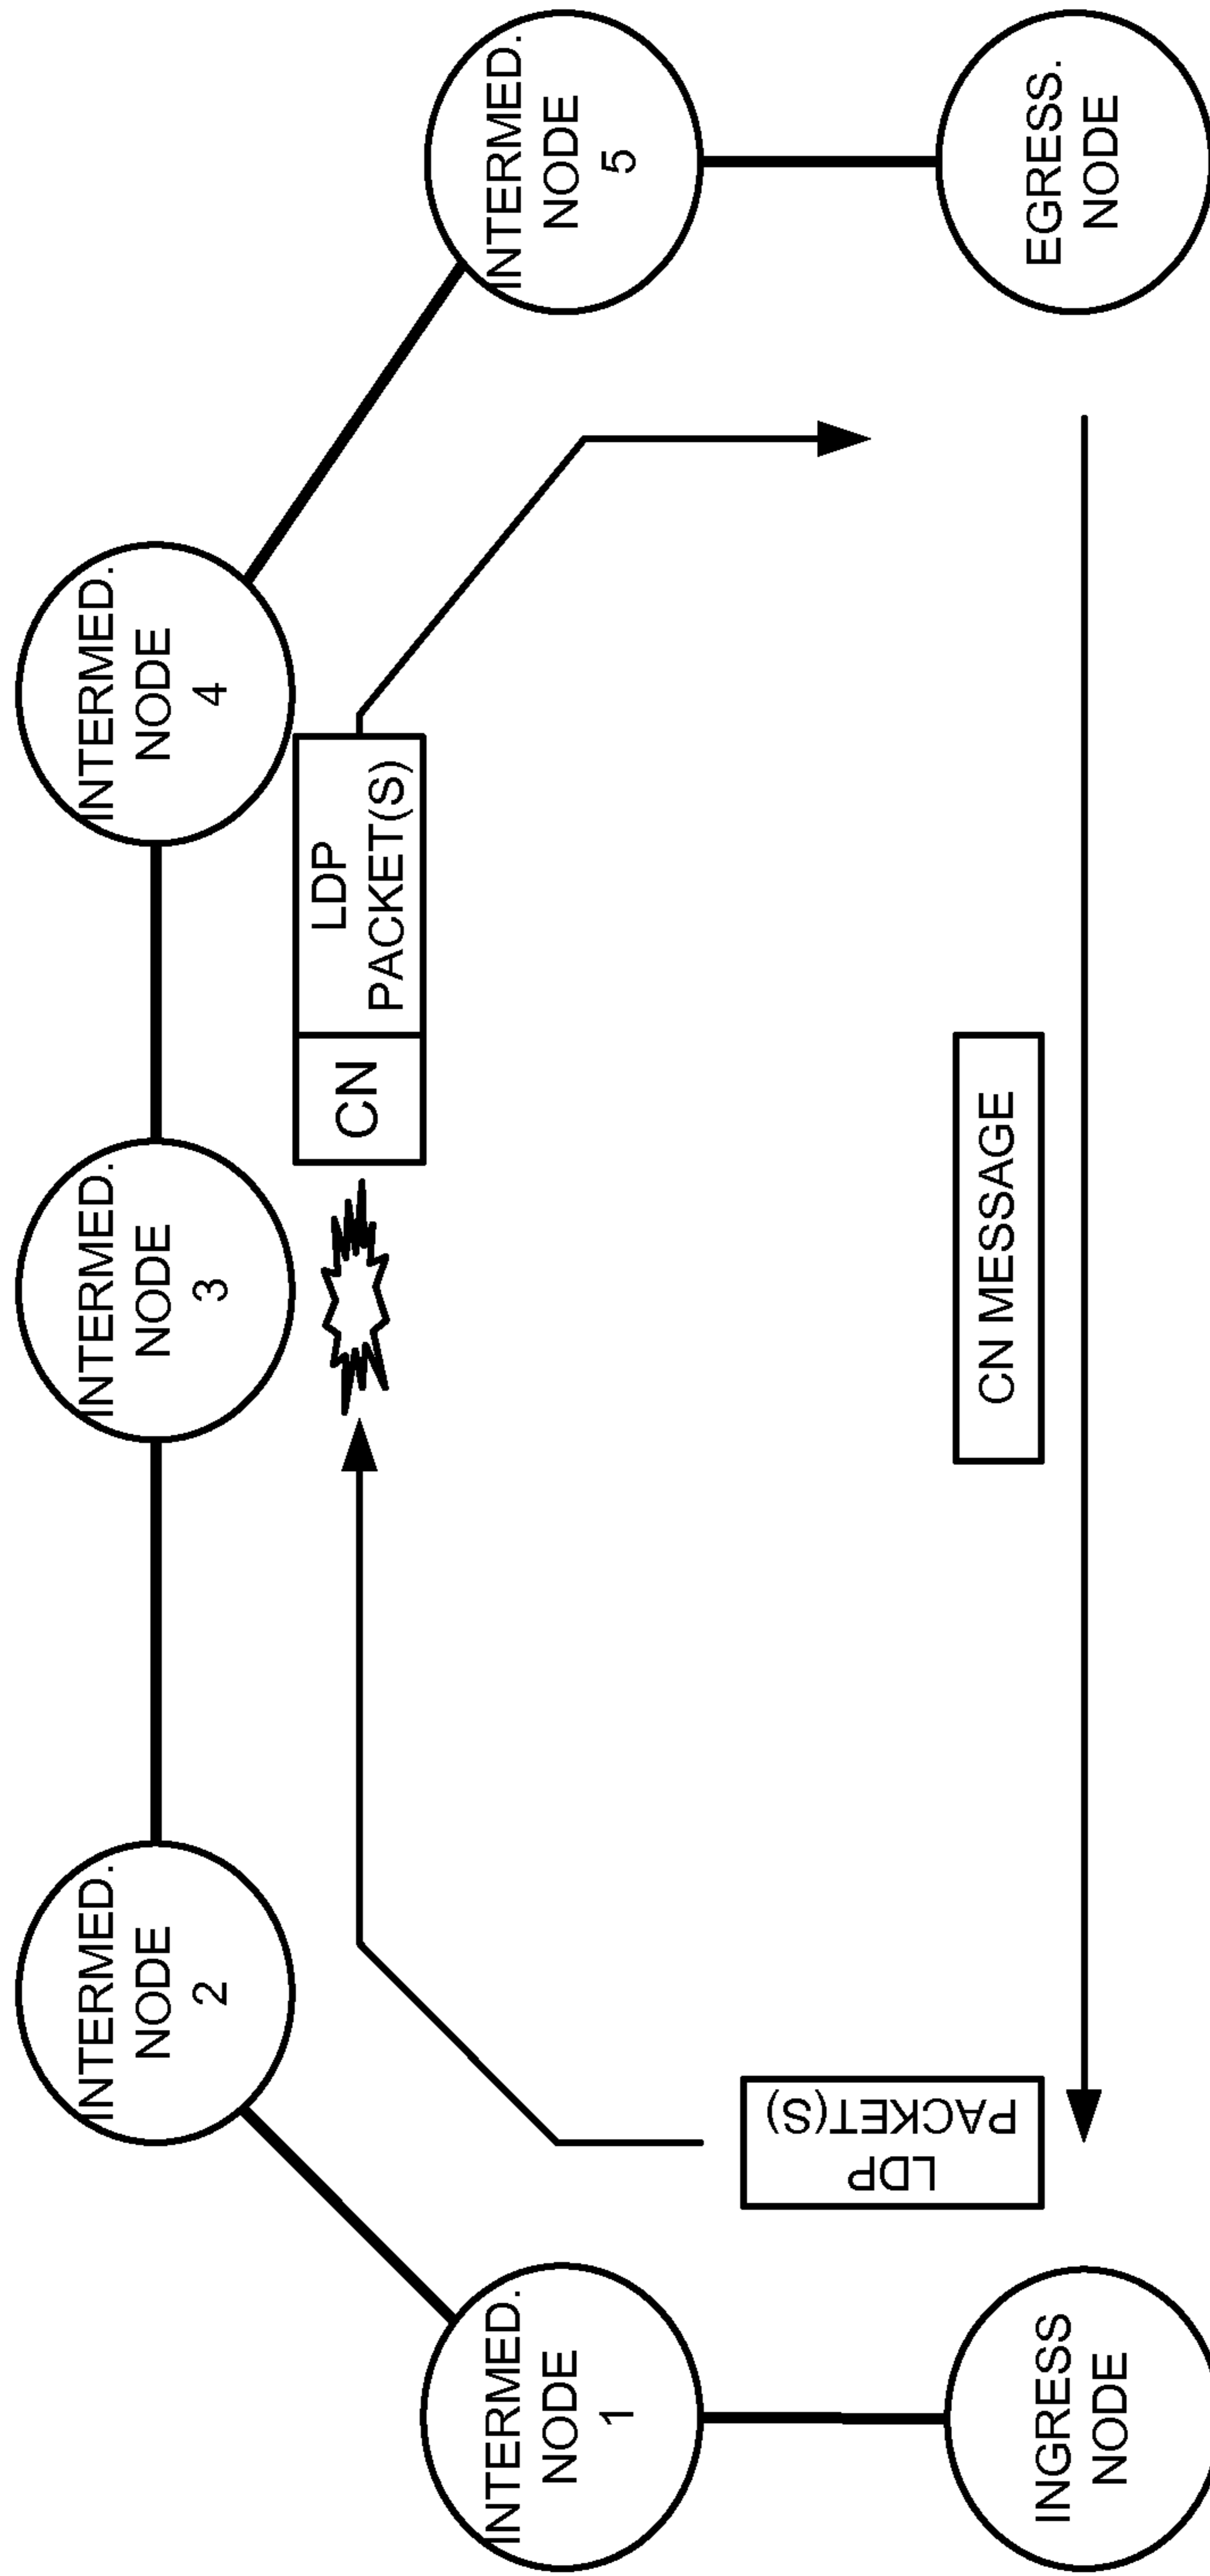 INTERMED.
NODE
2
INTERMED.
NODE
3
INTERMED.
NODE
4
INTERMED.
NODE
1
INTERMED.
NODE
5
CN
LDP
PACKET(S)
LDP
PACKET(S)
CN MESSAGE
INGRESS
NODE
EGRESS.
NODE